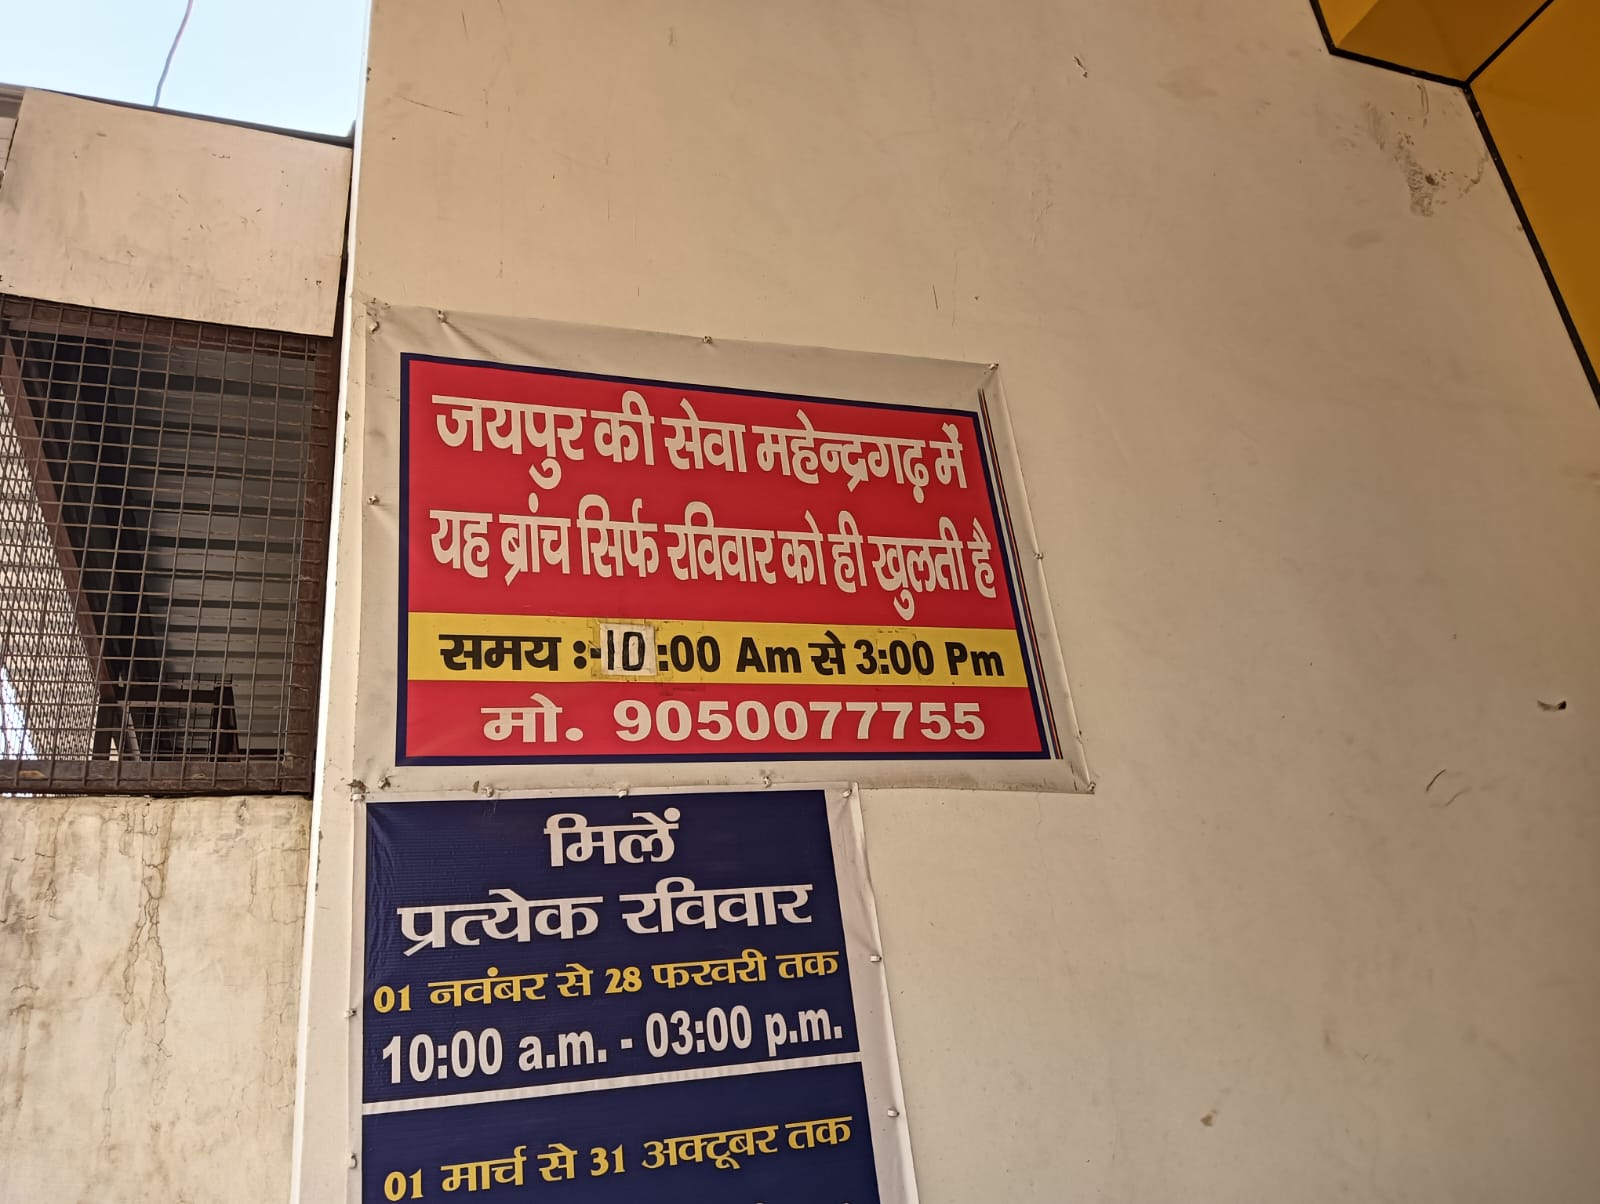 जयपुर की सेवा महेन्द्रगढ़ में
यह ब्रांच सिर्फ रविवार को ही खुलती है
समय :-10:00 Am से 3:00 Pm
मो. 9050077755
मिलें
प्रत्येक रविवार
01 नवंबर से 28 फरवरी तक
10:00 a.m. - 03:00 p.m.
01 मार्च से 31 अक्टूबर तक